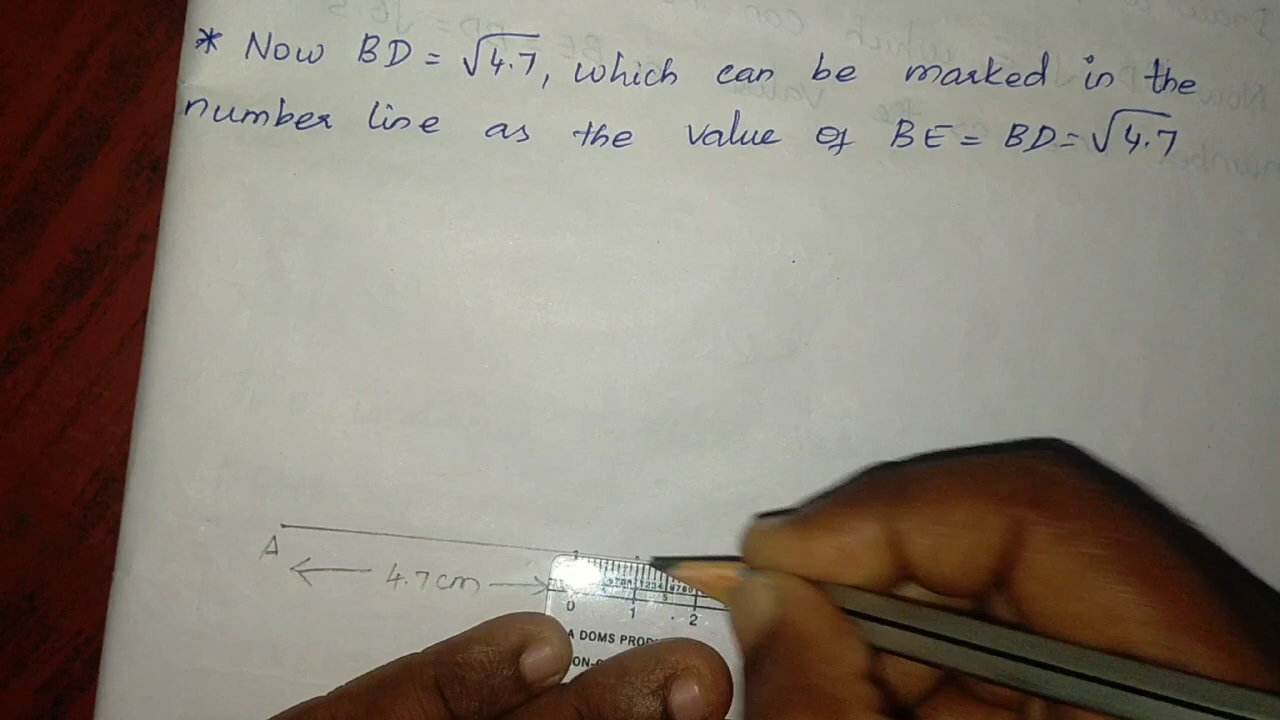 * Now BD = √4.7, which can be marked in the
number line as the value of BE = BD = √4.7
A
4.7cm
0 1 2
A DOMS PROD